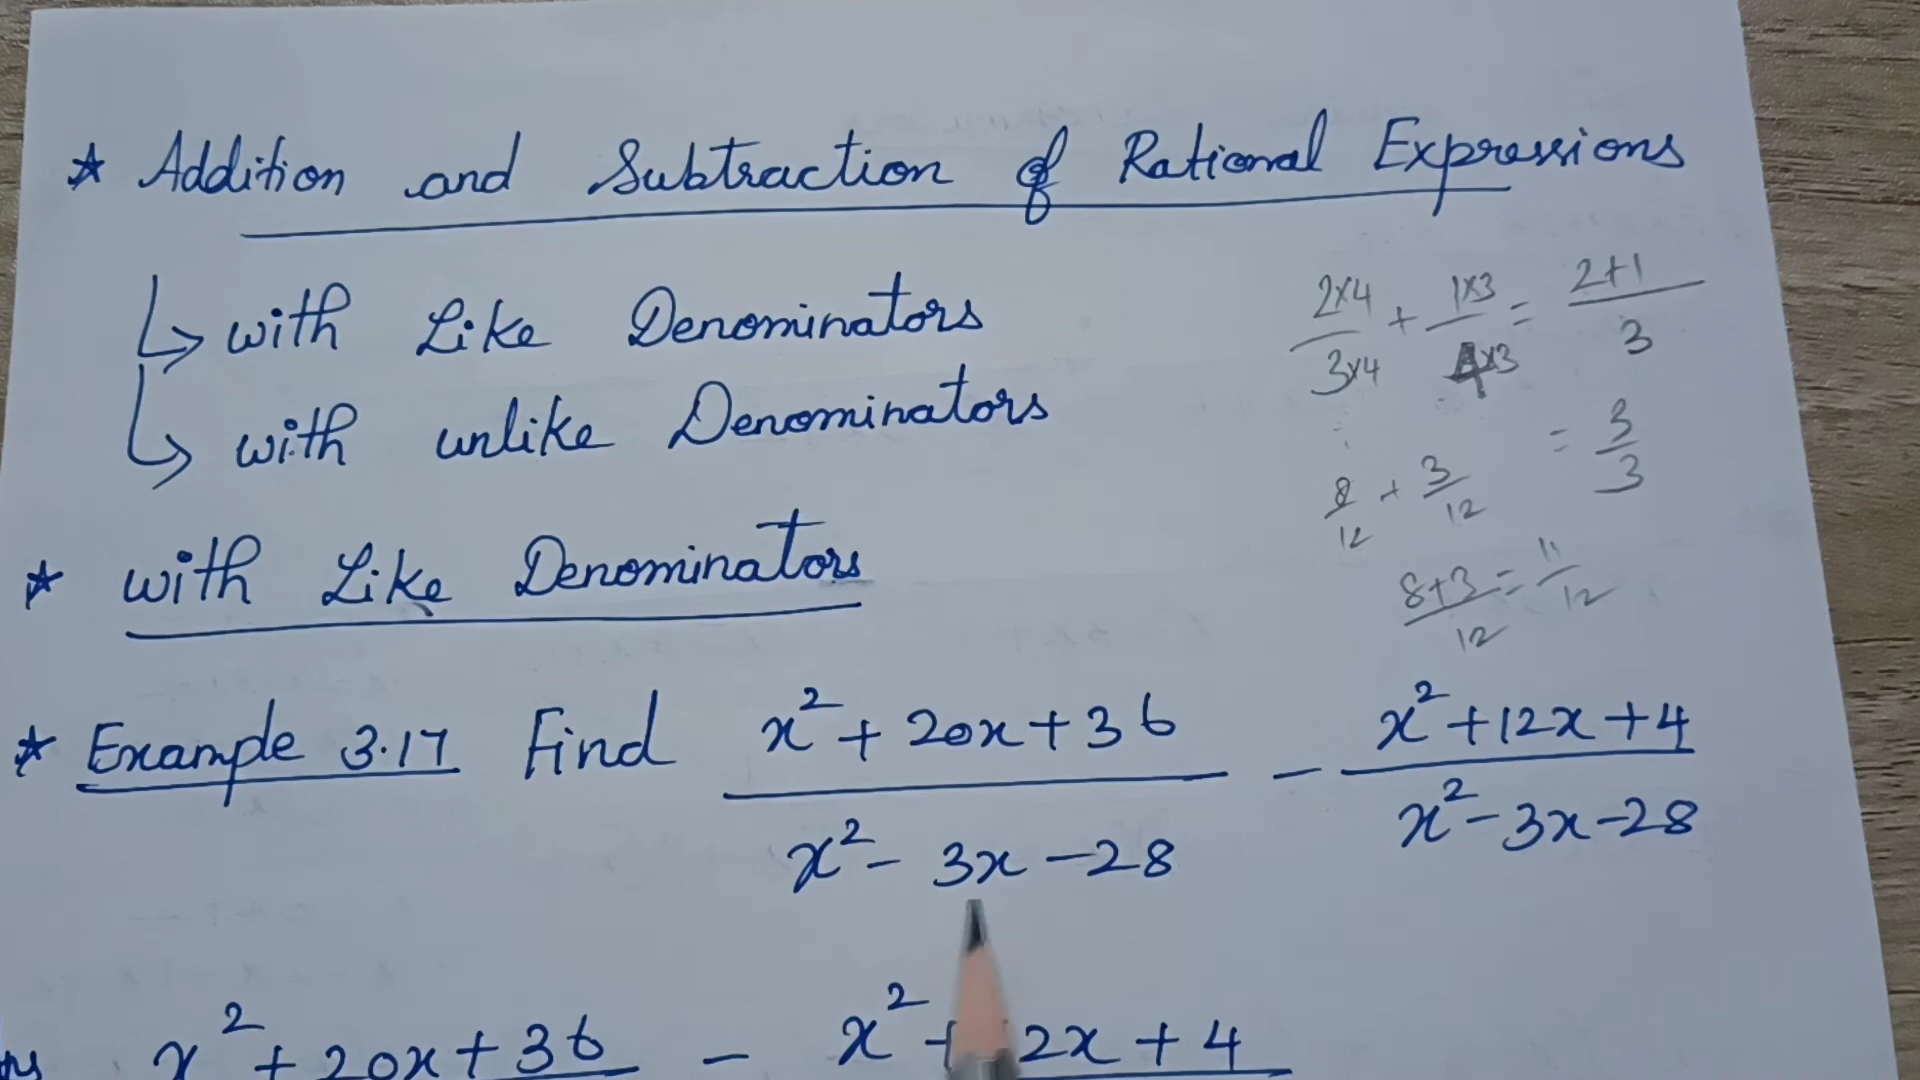 * Addition and Subtraction of Rational Expressions
↳ with Like Denominators
↳ with unlike Denominators
2×4/3×4 + 1×3/4×3 = 2+1/3
= 3/3
8/12 + 3/12
8+3/12 = 11/12
* with Like Denominators
* Example 3.17 Find x²+20x+36/x²-3x-28 - x²+12x+4/x²-3x-28
x²+20x+36 - x²+ 2x+4